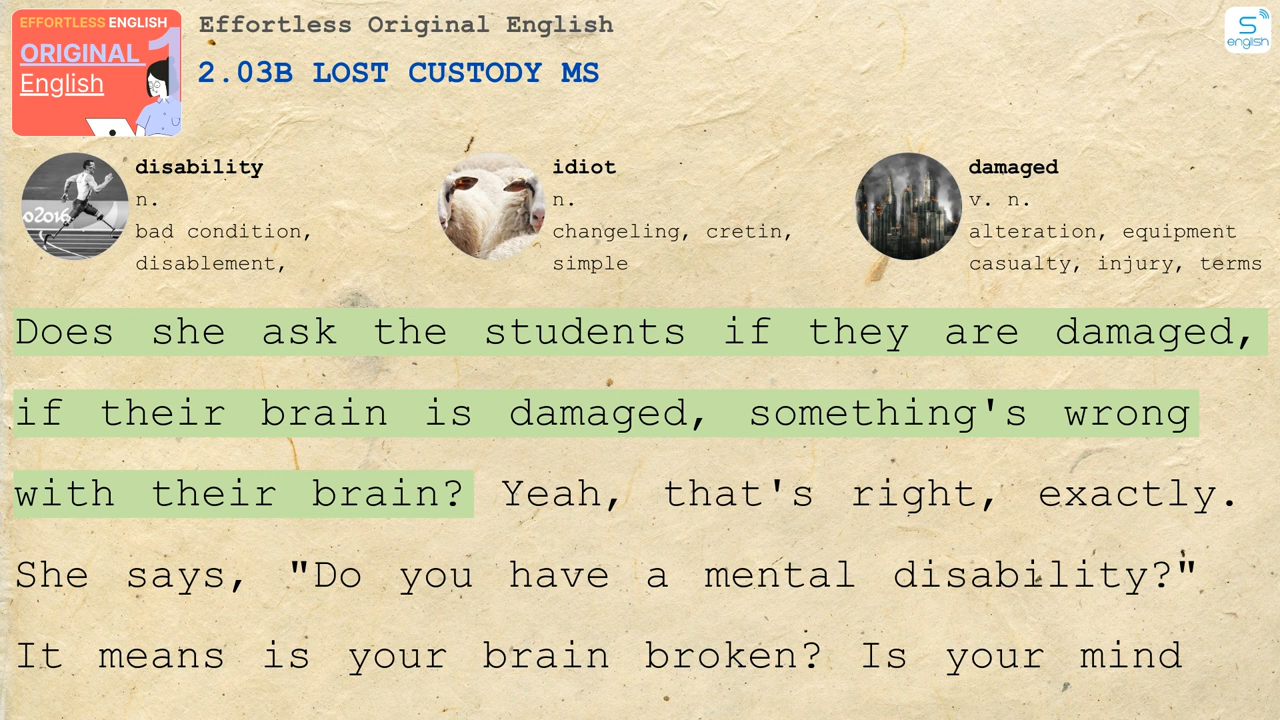 EFFORTLESS ENGLISH
ORIGINAL 1
English
Effortless Original English
2.03B LOST CUSTODY MS
S
english
disability
n.
bad condition,
disablement,
idiot
n.
changeling, cretin,
simple
damaged
v. n.
alteration, equipment
casualty, injury, terms
o2016
Does she ask the students if they are damaged,
if their brain is damaged, something's wrong
with their brain? Yeah, that's right, exactly.
She says, "Do you have a mental disability?"
It means is your brain broken? Is your mind